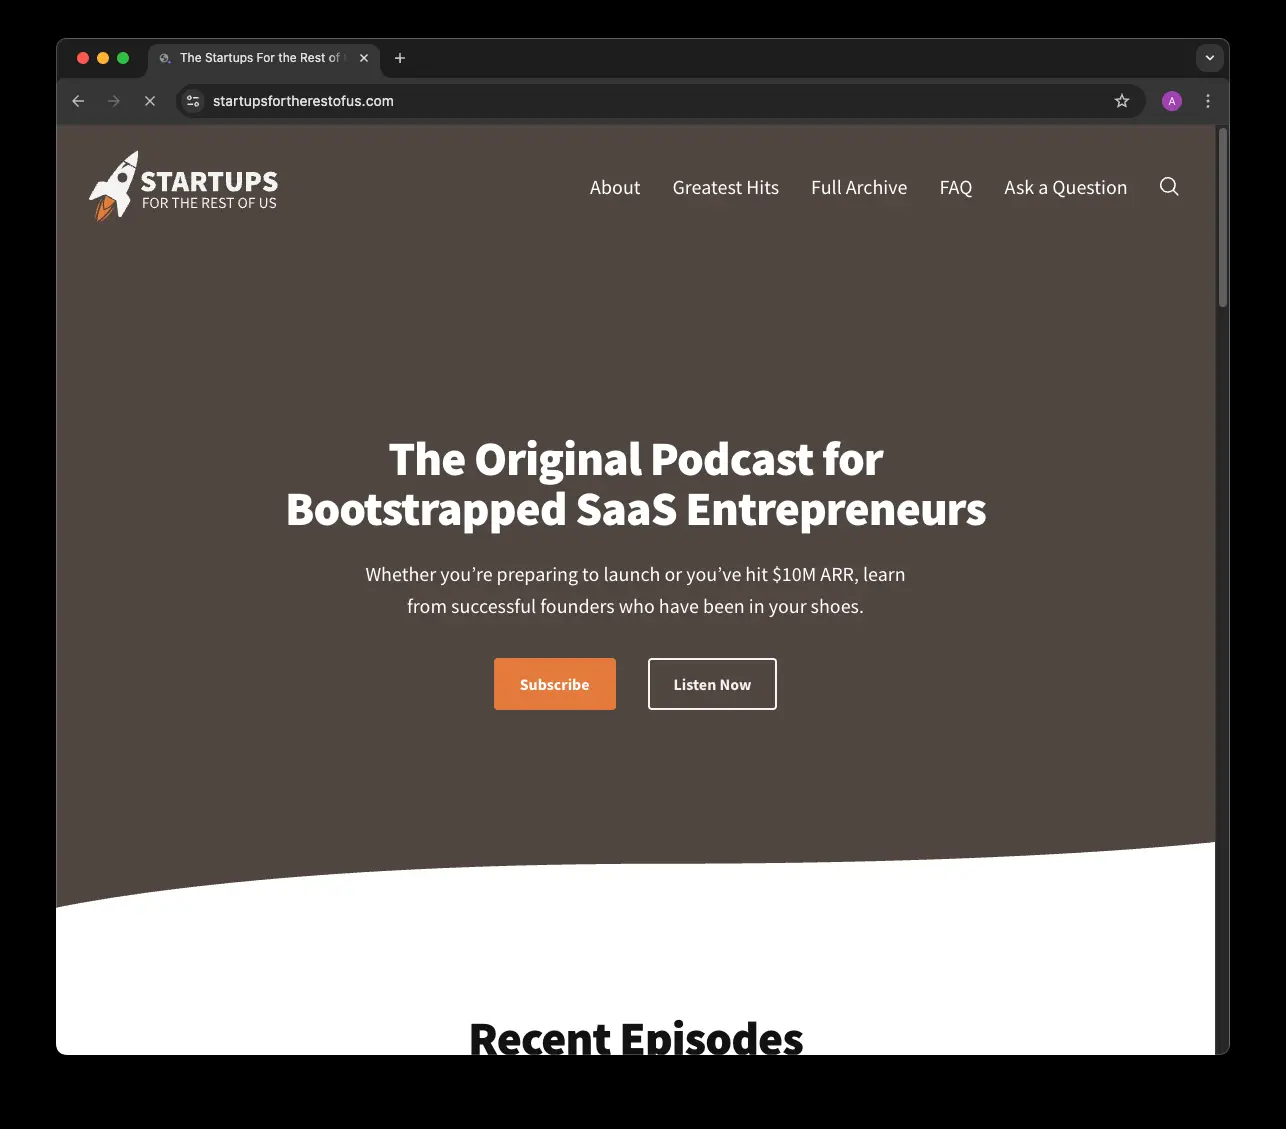 The Startups For the Rest of
startupsfortherestofus.com
A
STARTUPS
FOR THE REST OF US
About
Greatest Hits
Full Archive
FAQ
Ask a Question
The Original Podcast for
Bootstrapped SaaS Entrepreneurs
Whether you’re preparing to launch or you’ve hit $10M ARR, learn
from successful founders who have been in your shoes.
Subscribe
Listen Now
Recent Episodes